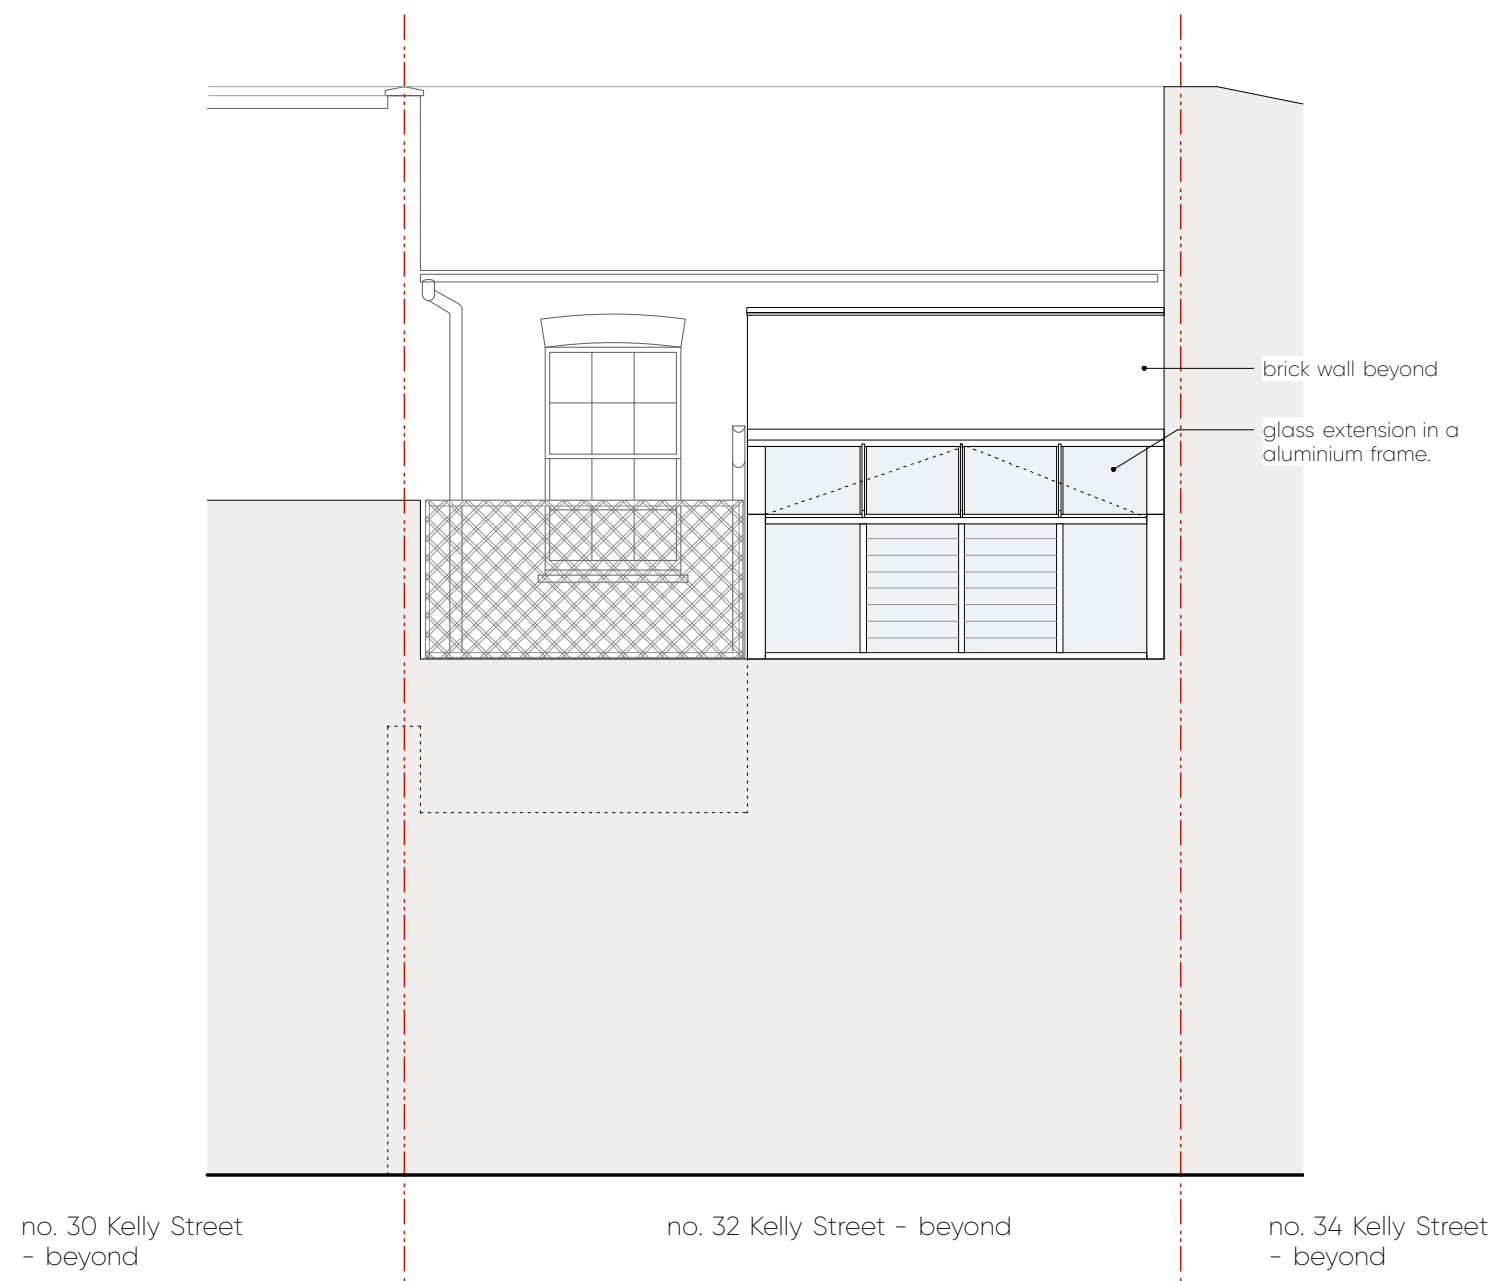 brick wall beyond
glass extension in a
aluminium frame.
no. 30 Kelly Street
- beyond
no. 32 Kelly Street - beyond
no. 34 Kelly Street
- beyond